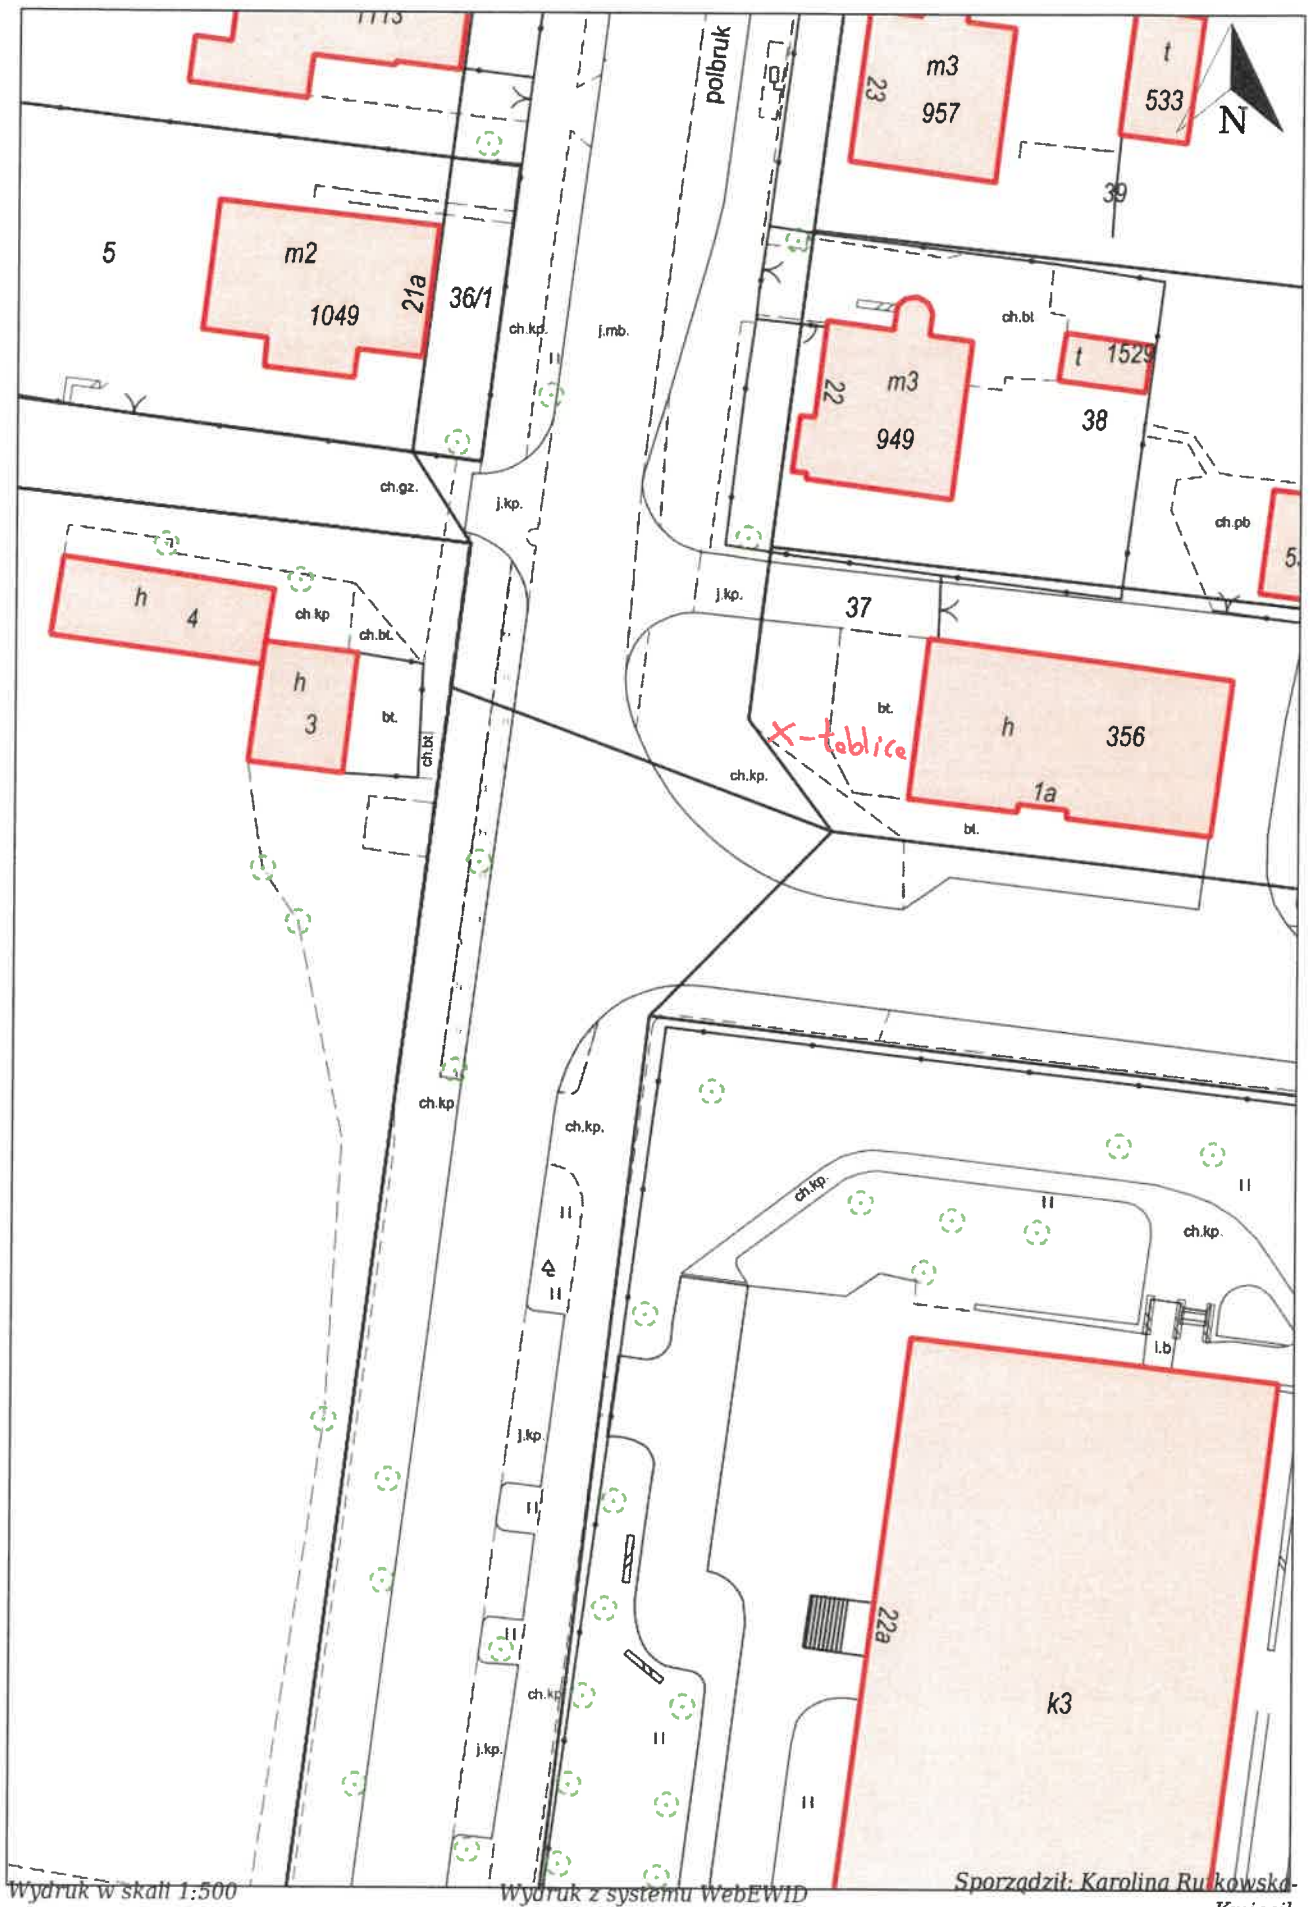 1113
polbruk
m3
957
23
t
533
N
39
5
m2
1049
21a
36/1
ch.kp.
j.mb.
ch.bl
t 1529
m3
22
949
38
ch.gz.
j.kp.
ch.pb
h
4
ch.kp
ch.bt.
j.kp.
37
h
3
bt.
ch.bt.
bt.
X-tablice
h
356
ch.kp.
1a
bl.
ch.kp
ch.kp.
ch.kp.
ch.kp.
l.b
j.kp.
22a
ch.kp
k3
j.kp.
Wydruk w skali 1:500
Wydruk z systemu WebEWID
Sporządził: Karolina Rutkowska-